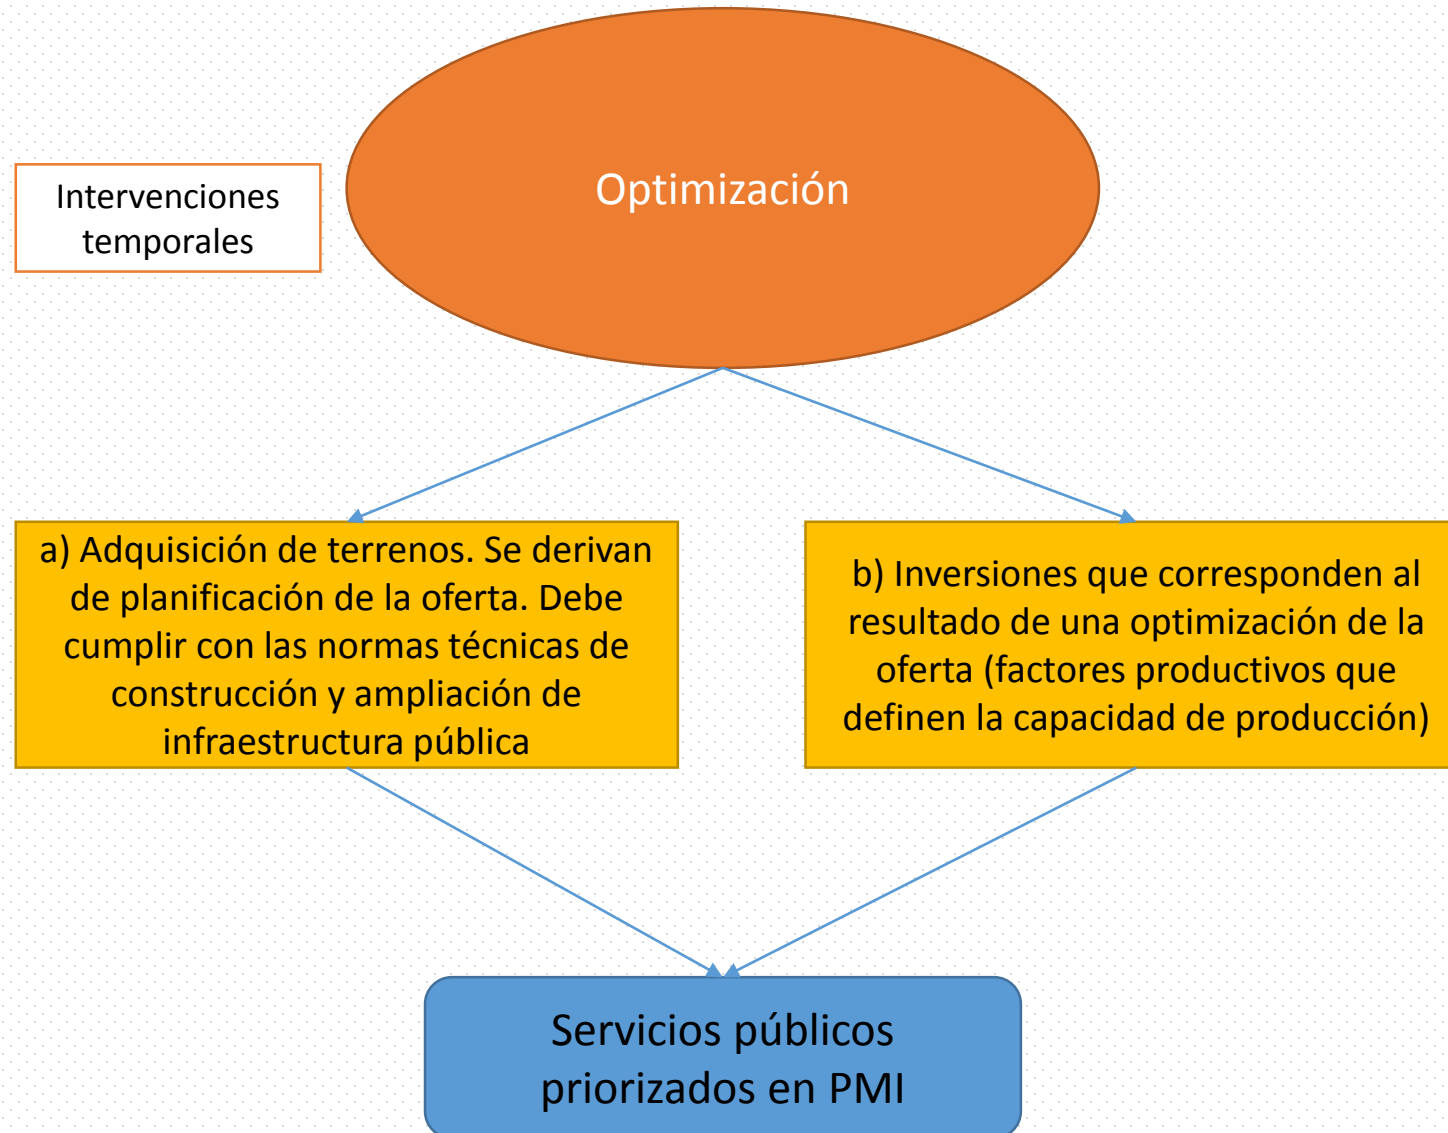 Optimización
Intervenciones
temporales
a) Adquisición de terrenos. Se derivan
de planificación de la oferta. Debe
cumplir con las normas técnicas de
construcción y ampliación de
infraestructura pública
b) Inversiones que corresponden al
resultado de una optimización de la
oferta (factores productivos que
definen la capacidad de producción)
Servicios públicos
priorizados en PMI